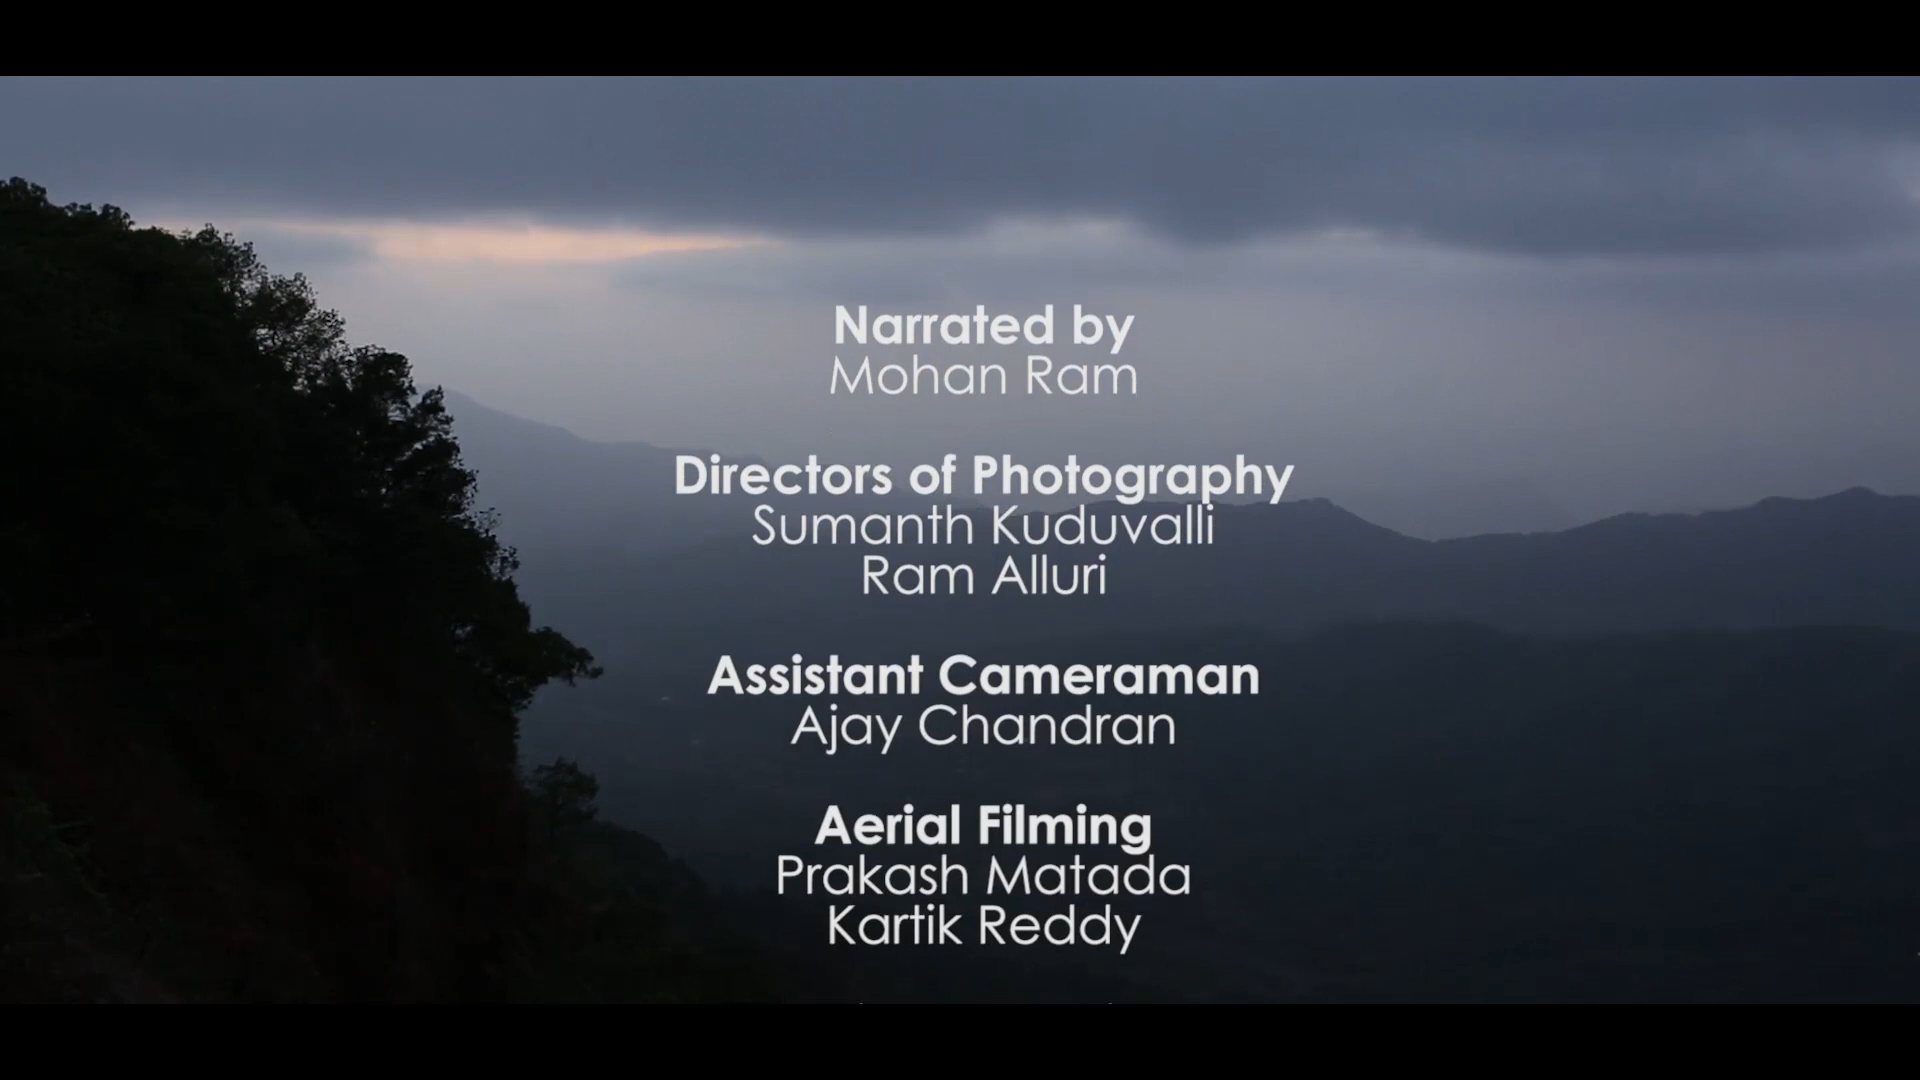 Narrated by
Mohan Ram
Directors of Photography
Sumanth Kuduvalli
Ram Alluri
Assistant Cameraman
Ajay Chandran
Aerial Filming
Prakash Matada
Kartik Reddy